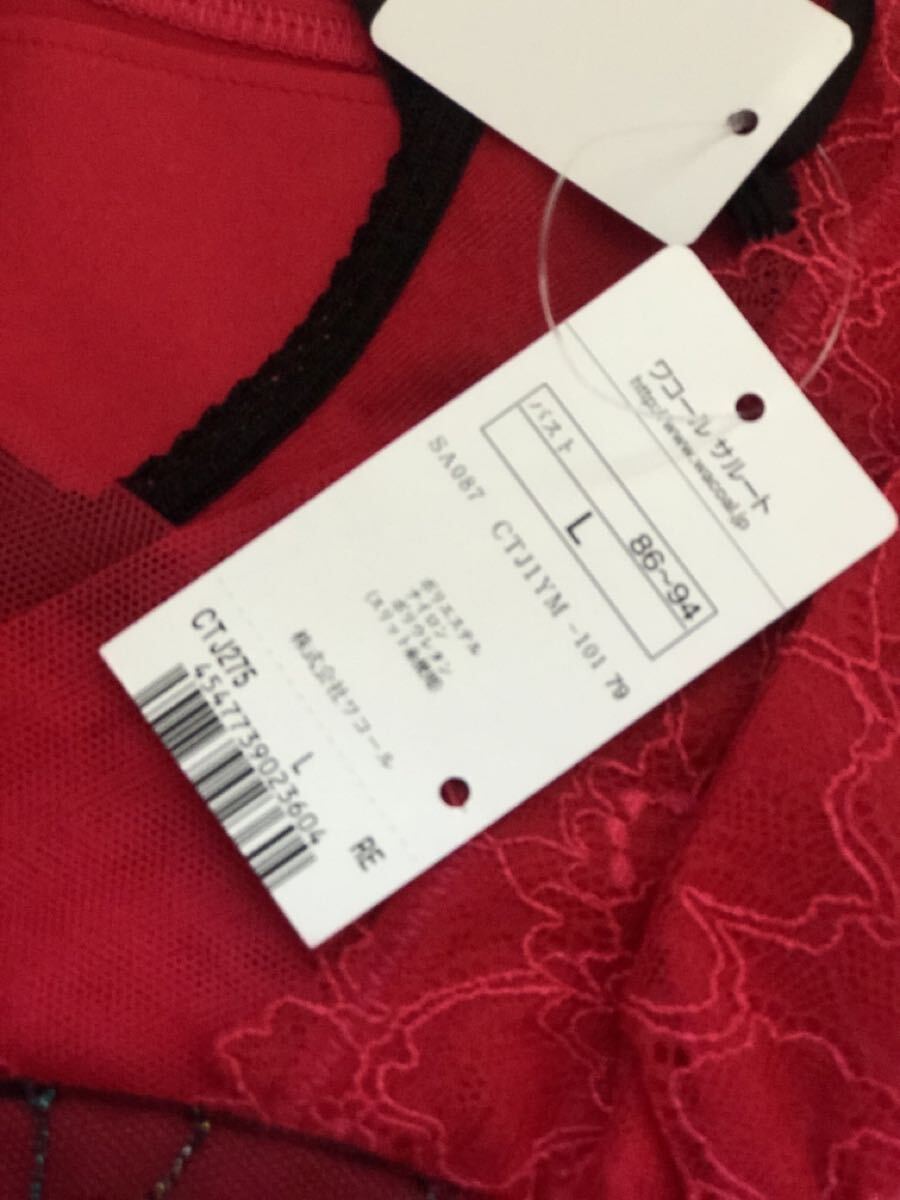 ワコール サルート
http://www.wacoal.jp
バスト 86~94
L
SA087 CTJ1YM-101 79
ポリエステル
ナイロン
ポリウレタン
株式会社ワコール
CTJ275 L RE
4547739023604